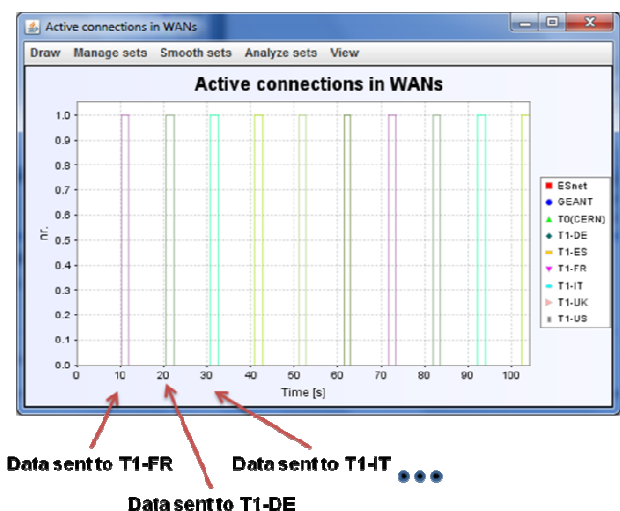 Active connections in WANs
Draw Manage sets Smooth sets Analyze sets View
Active connections in WANs
1.0
0.9
0.8
0.7
0.6
0.5
0.4
0.3
0.2
0.1
0.0
nr.
0 10 20 30 40 50 60 70 80 90 100
Time [s]
ESnet
GEANT
T0(CERN)
T1-DE
T1-ES
T1-FR
T1-IT
T1-UK
T1-US
Data sent to T1-FR
Data sent to T1-IT
Data sent to T1-DE